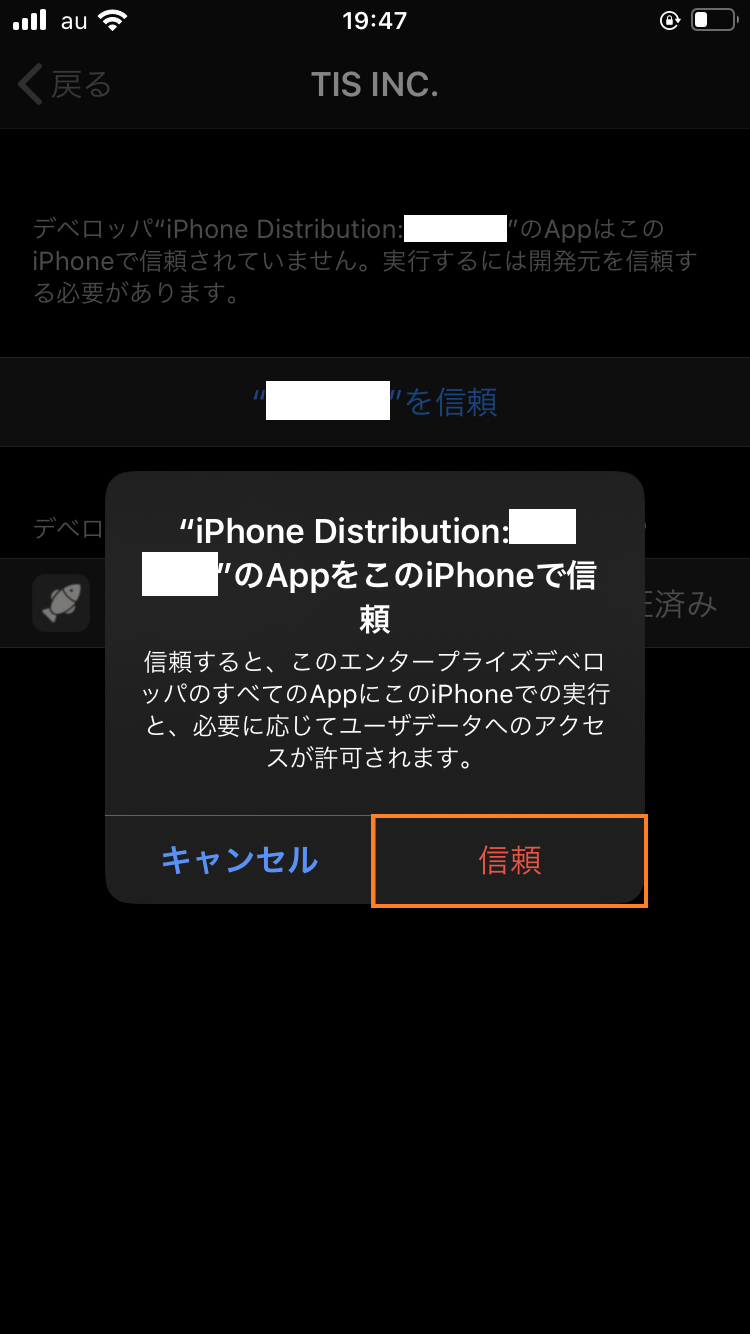 au 19:47
戻る TIS INC.
デベロッパ“iPhone Distribution: ”のAppはこの
iPhoneで信頼されていません。実行するには開発元を信頼す
る必要があります。
“ ”を信頼
デベロ
済み
“iPhone Distribution:
”のAppをこのiPhoneで信
頼
信頼すると、このエンタープライズデベロ
ッパのすべてのAppにこのiPhoneでの実行
と、必要に応じてユーザデータへのアクセ
スが許可されます。
キャンセル 信頼